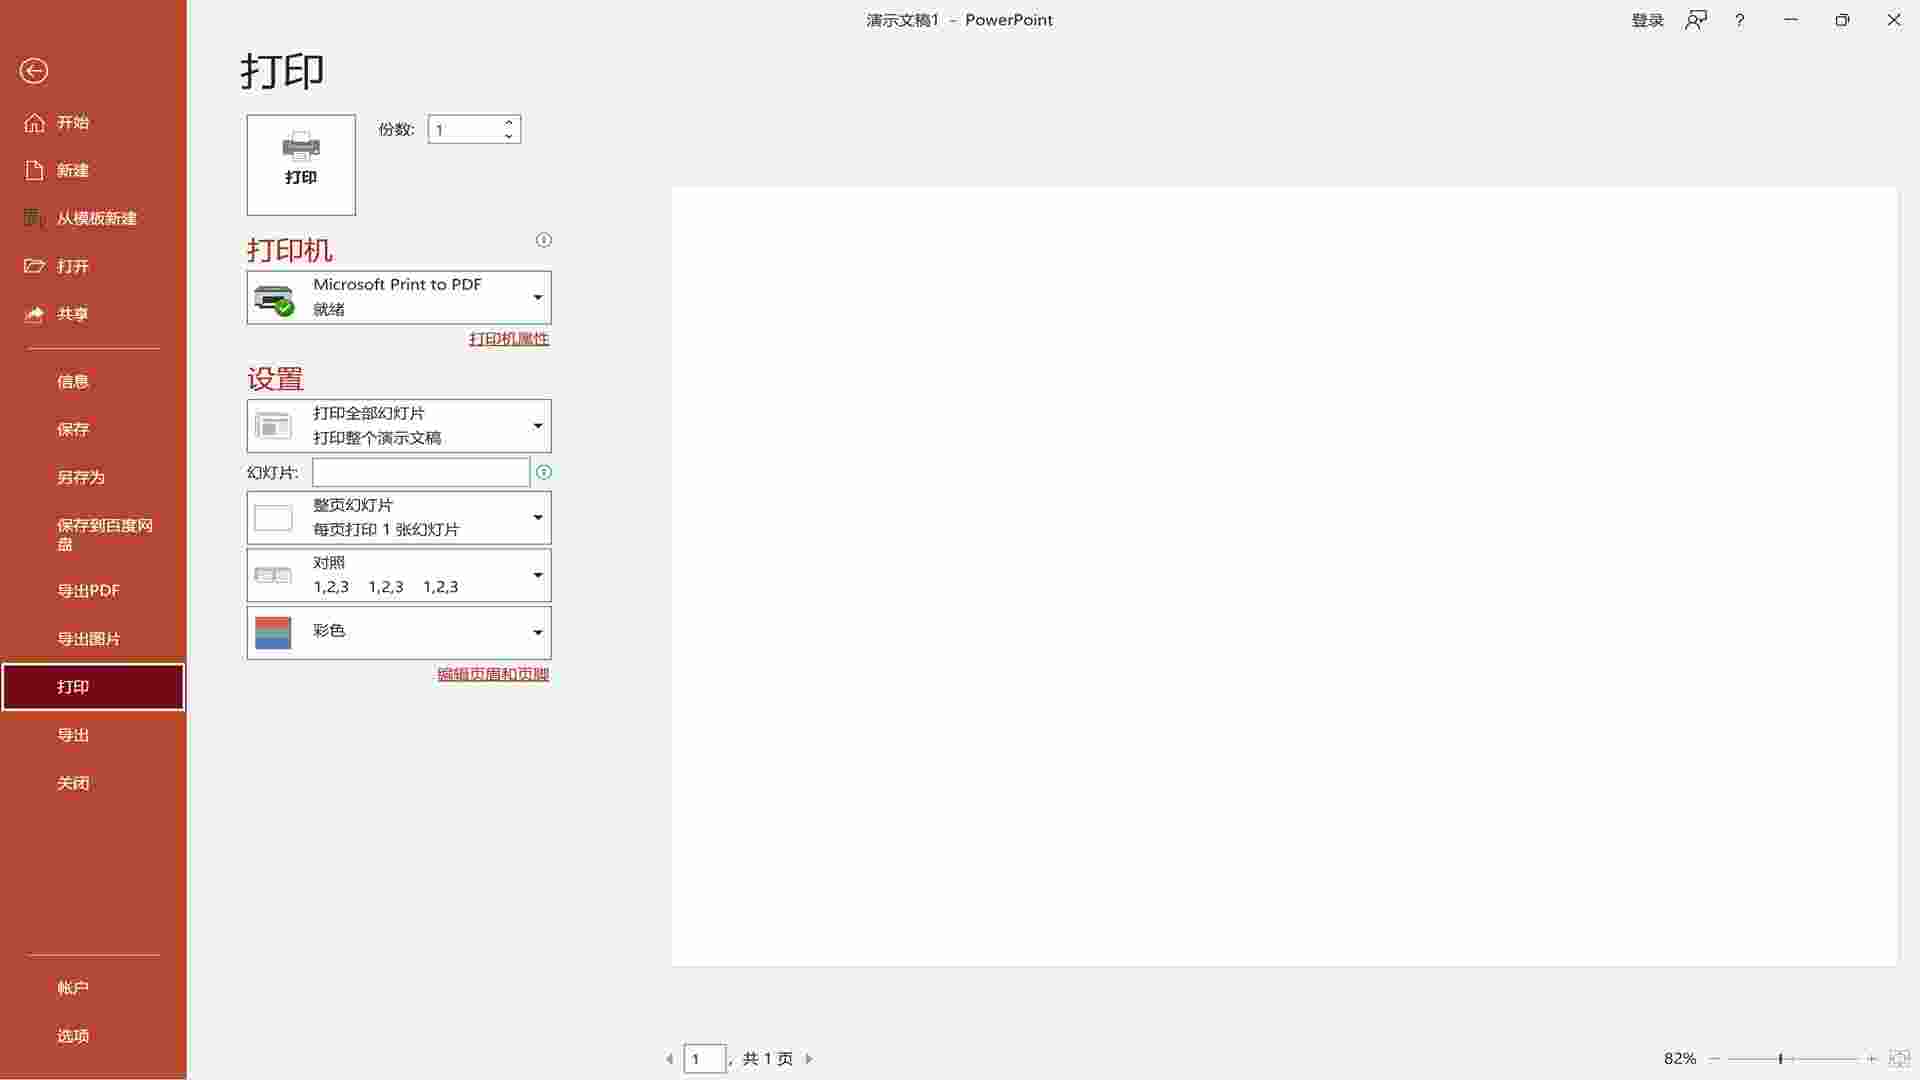 演示文稿1 - PowerPoint
登录
?
打印
开始
新建
从模板新建
打开
共享
信息
保存
另存为
保存到百度网
盘
导出PDF
导出图片
打印
导出
关闭
帐户
选项
打印
份数: 1
打印机
Microsoft Print to PDF
就绪
打印机属性
设置
打印全部幻灯片
打印整个演示文稿
幻灯片:
整页幻灯片
每页打印 1 张幻灯片
对照
1,2,3 1,2,3 1,2,3
彩色
编辑页眉和页脚
1 , 共 1 页
82%